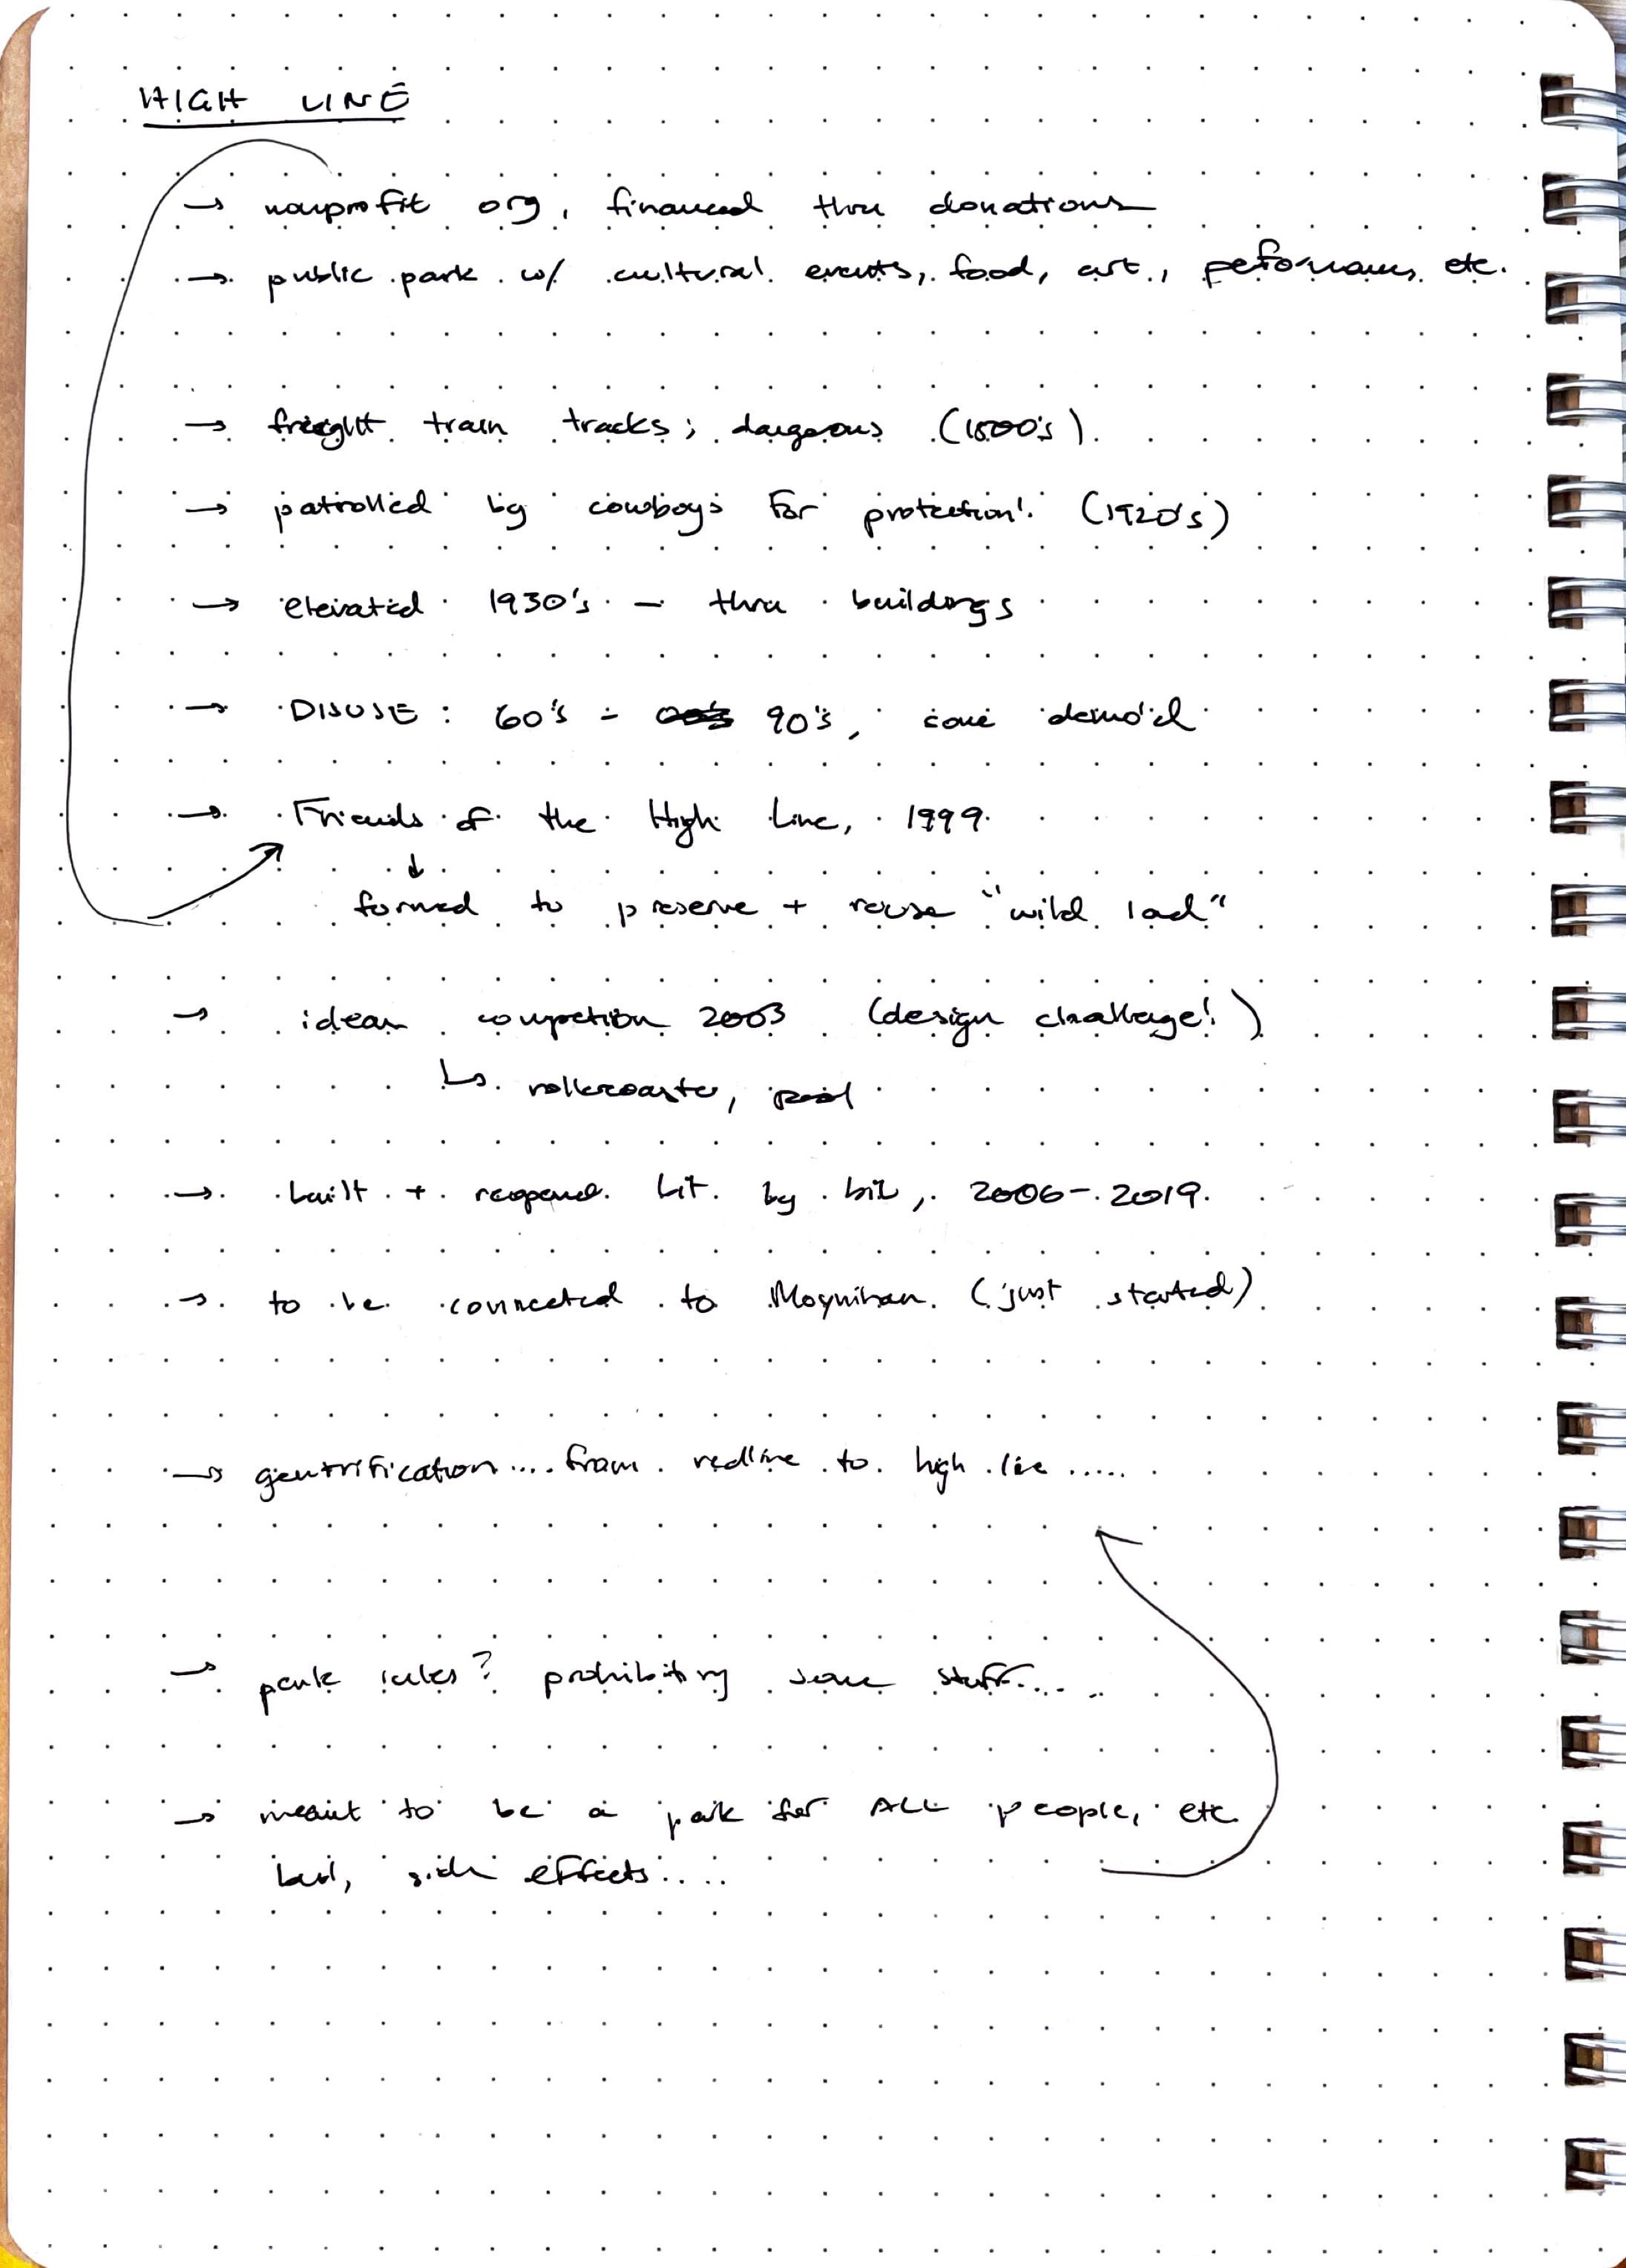 HIGH LINE
→ nonprofit org, financed thru donations
→ public park w/ cultural events, food, art, peformances, etc.
→ freight train tracks; dangerous (1800's)
→ patrolled by cowboys for protection! (1920's)
→ elevated 1930's - thru buildings
→ DISUSE: 60's - 90's, some demo'd
→ Friends of the High Line, 1999
↓
formed to preserve + reuse "wild land"
→ ideas competion 2003 (design challenge!)
↳ rollercoaster, pool
→ built + reopened bit by bit, 2006-2019
→ to be connected to Moynihan (just started)
→ gentrification.... from redline to high line .....
→ park rules? prohibiting some stuff.....
→ meant to be a park for ALL people, etc
but, side effects....